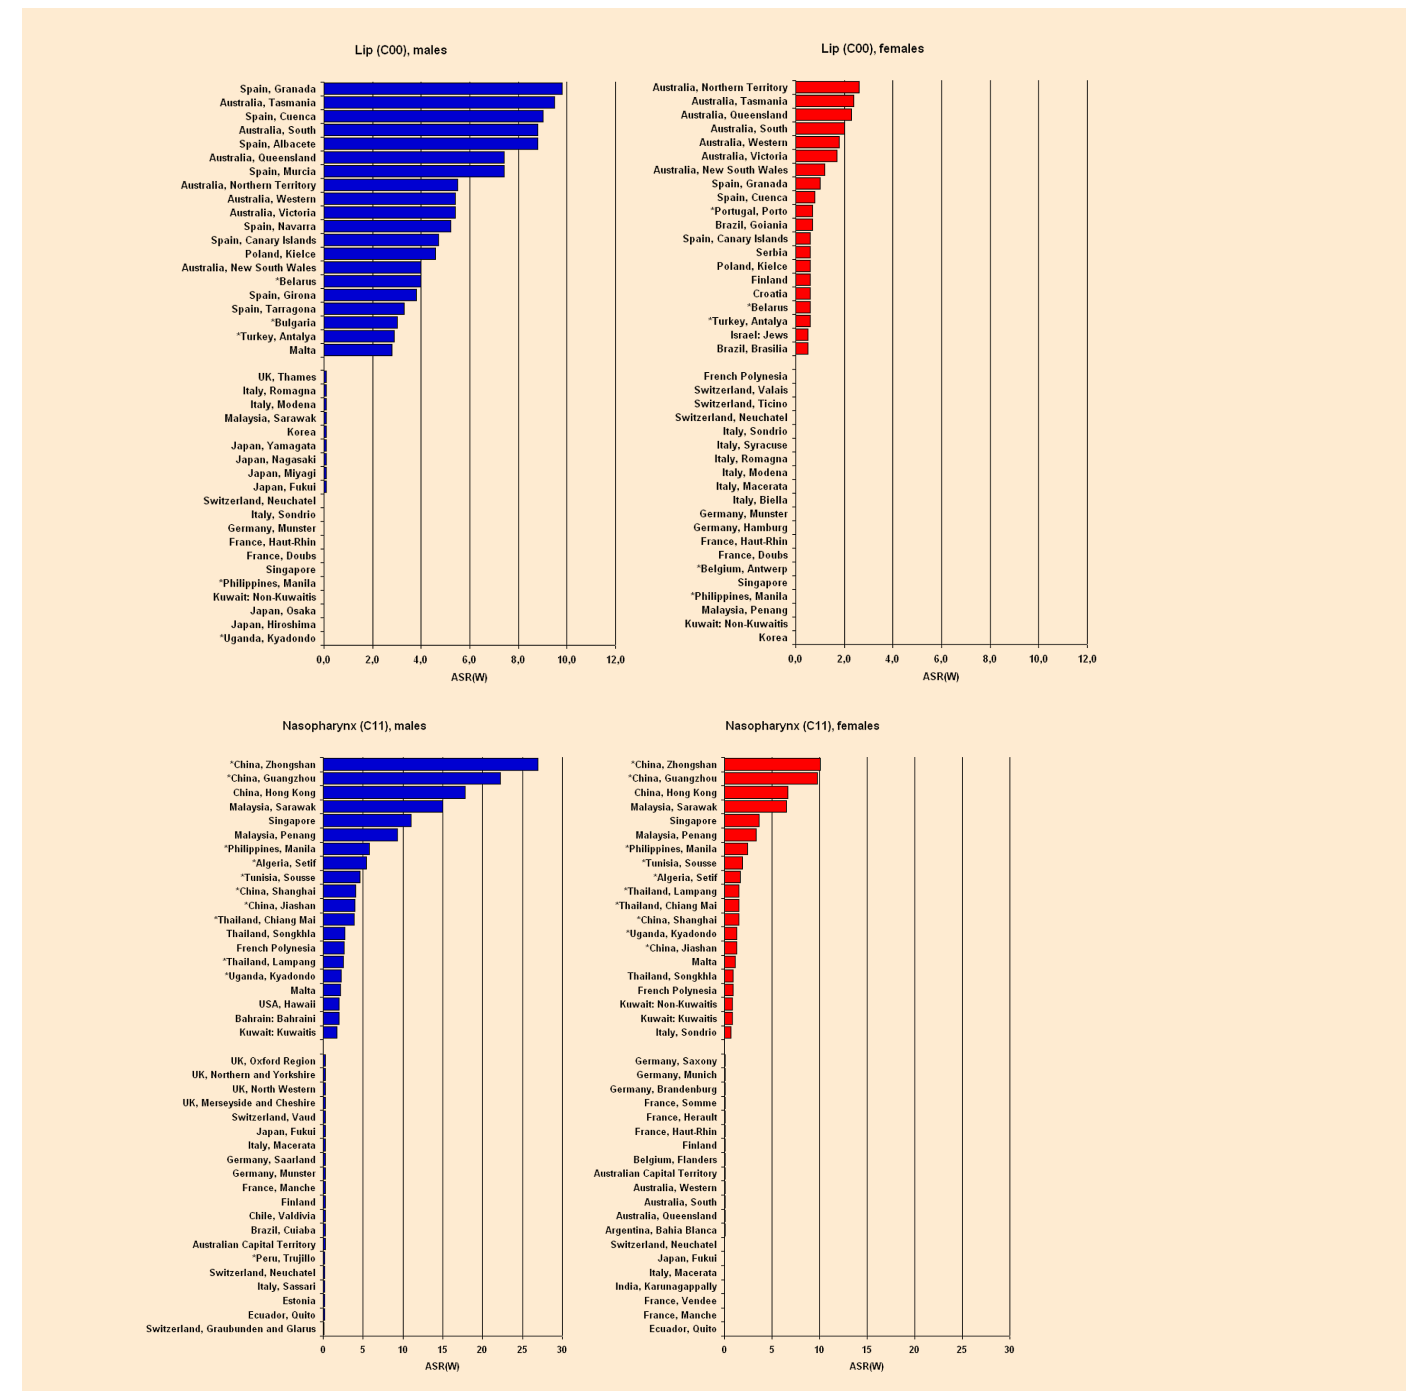 Lip (C00), males
Spain, Granada
Australia, Tasmania
Spain, Cuenca
Australia, South
Spain, Albacete
Australia, Queensland
Spain, Murcia
Australia, Northern Territory
Australia, Western
Australia, Victoria
Spain, Navarra
Spain, Canary Islands
Poland, Kielce
Australia, New South Wales
*Belarus
Spain, Girona
Spain, Tarragona
*Bulgaria
*Turkey, Antalya
Malta
UK, Thames
Italy, Romagna
Italy, Modena
Malaysia, Sarawak
Korea
Japan, Yamagata
Japan, Nagasaki
Japan, Miyagi
Japan, Fukui
Switzerland, Neuchatel
Italy, Sondrio
Germany, Munster
France, Haut-Rhin
France, Doubs
Singapore
*Philippines, Manila
Kuwait: Non-Kuwaitis
Japan, Osaka
Japan, Hiroshima
*Uganda, Kyadondo
0,0 2,0 4,0 6,0 8,0 10,0 12,0
ASR(W)
Lip (C00), females
Australia, Northern Territory
Australia, Tasmania
Australia, Queensland
Australia, South
Australia, Western
Australia, Victoria
Australia, New South Wales
Spain, Granada
Spain, Cuenca
*Portugal, Porto
Brazil, Goiania
Spain, Canary Islands
Serbia
Poland, Kielce
Finland
Croatia
*Belarus
*Turkey, Antalya
Israel: Jews
Brazil, Brasilia
French Polynesia
Switzerland, Valais
Switzerland, Ticino
Switzerland, Neuchatel
Italy, Sondrio
Italy, Syracuse
Italy, Romagna
Italy, Modena
Italy, Macerata
Italy, Biella
Germany, Munster
Germany, Hamburg
France, Haut-Rhin
France, Doubs
*Belgium, Antwerp
Singapore
*Philippines, Manila
Malaysia, Penang
Kuwait: Non-Kuwaitis
Korea
0,0 2,0 4,0 6,0 8,0 10,0 12,0
ASR(W)
Nasopharynx (C11), males
*China, Zhongshan
*China, Guangzhou
China, Hong Kong
Malaysia, Sarawak
Singapore
Malaysia, Penang
*Philippines, Manila
*Algeria, Setif
*Tunisia, Sousse
*China, Shanghai
*China, Jiashan
*Thailand, Chiang Mai
Thailand, Songkhla
French Polynesia
*Thailand, Lampang
*Uganda, Kyadondo
Malta
USA, Hawaii
Bahrain: Bahraini
Kuwait: Kuwaitis
UK, Oxford Region
UK, Northern and Yorkshire
UK, North Western
UK, Merseyside and Cheshire
Switzerland, Vaud
Japan, Fukui
Italy, Macerata
Germany, Saarland
Germany, Munster
France, Manche
Finland
Chile, Valdivia
Brazil, Cuiaba
Australian Capital Territory
*Peru, Trujillo
Switzerland, Neuchatel
Italy, Sassari
Estonia
Ecuador, Quito
Switzerland, Graubunden and Glarus
0 5 10 15 20 25 30
ASR(W)
Nasopharynx (C11), females
*China, Zhongshan
*China, Guangzhou
China, Hong Kong
Malaysia, Sarawak
Singapore
Malaysia, Penang
*Philippines, Manila
*Tunisia, Sousse
*Algeria, Setif
*Thailand, Lampang
*Thailand, Chiang Mai
*China, Shanghai
*Uganda, Kyadondo
*China, Jiashan
Malta
Thailand, Songkhla
French Polynesia
Kuwait: Non-Kuwaitis
Kuwait: Kuwaitis
Italy, Sondrio
Germany, Saxony
Germany, Munich
Germany, Brandenburg
France, Somme
France, Herault
France, Haut-Rhin
Finland
Belgium, Flanders
Australian Capital Territory
Australia, Western
Australia, South
Australia, Queensland
Argentina, Bahia Blanca
Switzerland, Neuchatel
Japan, Fukui
Italy, Macerata
India, Karunagappally
France, Vendee
France, Manche
Ecuador, Quito
0 5 10 15 20 25 30
ASR(W)